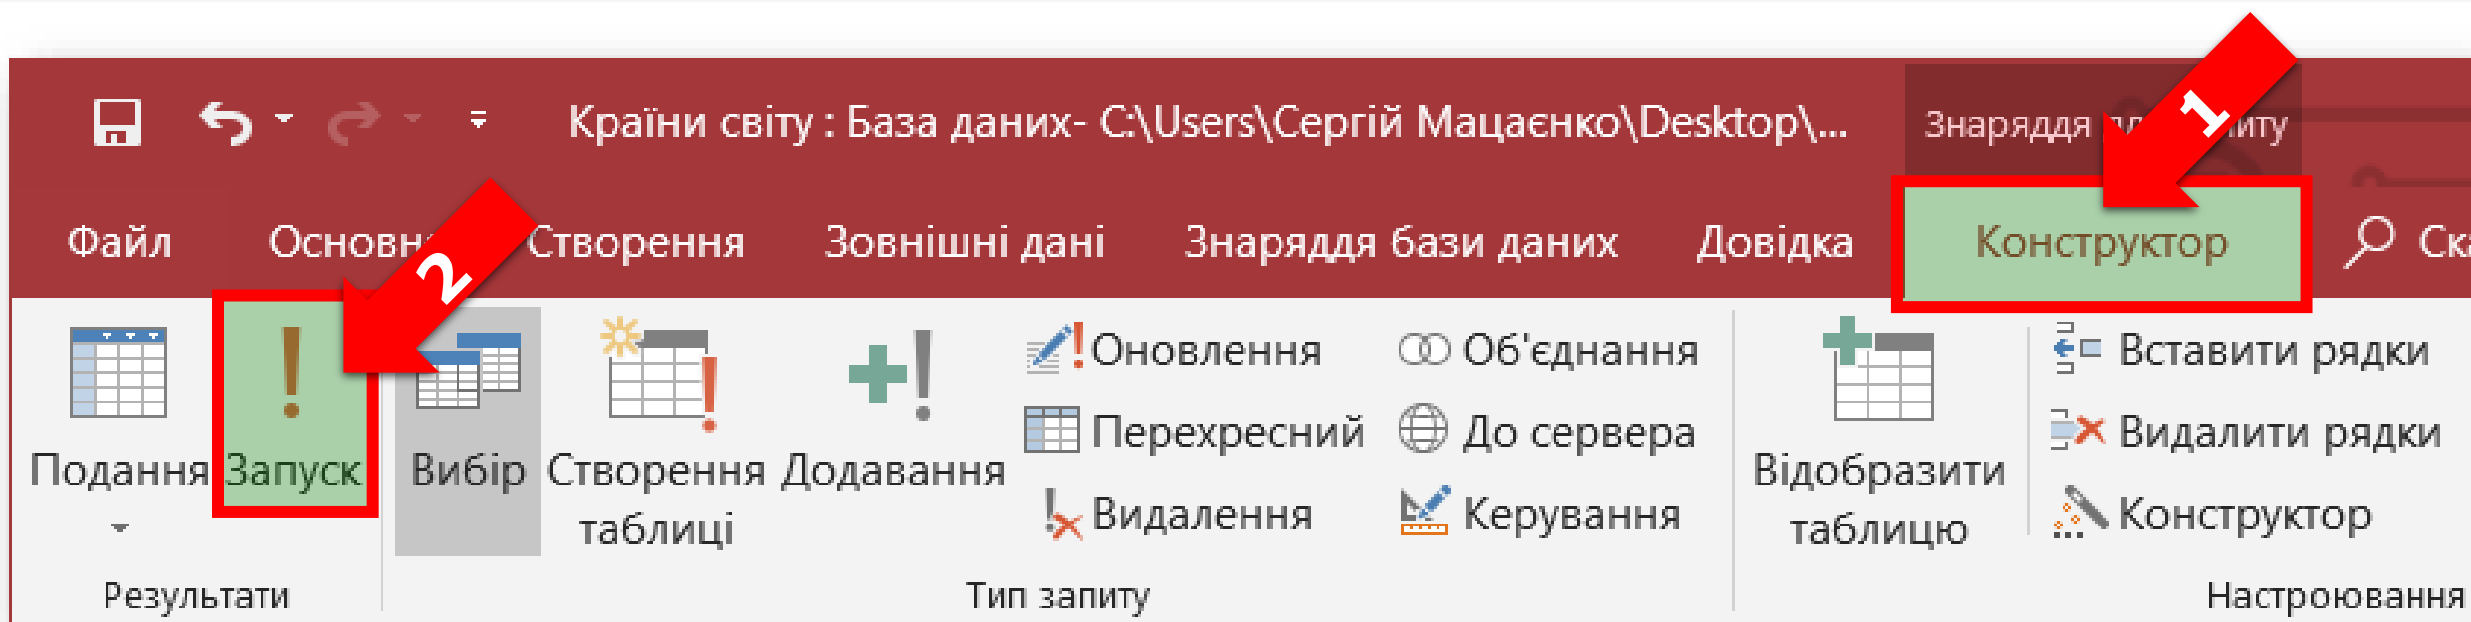 Країни світу : База даних- C:\Users\Сергій Мацаєнко\Desktop\...
Знаряддя
1
Файл Створення Зовнішні дані Знаряддя бази даних Довідка Конструктор
2
Подання Запуск Вибір Створення таблиці Додавання
Оновлення Об'єднання
Перехресний До сервера
Видалення Керування
Відобразити таблицю
Вставити рядки
Видалити рядки
Конструктор
Результати Тип запиту Настроювання